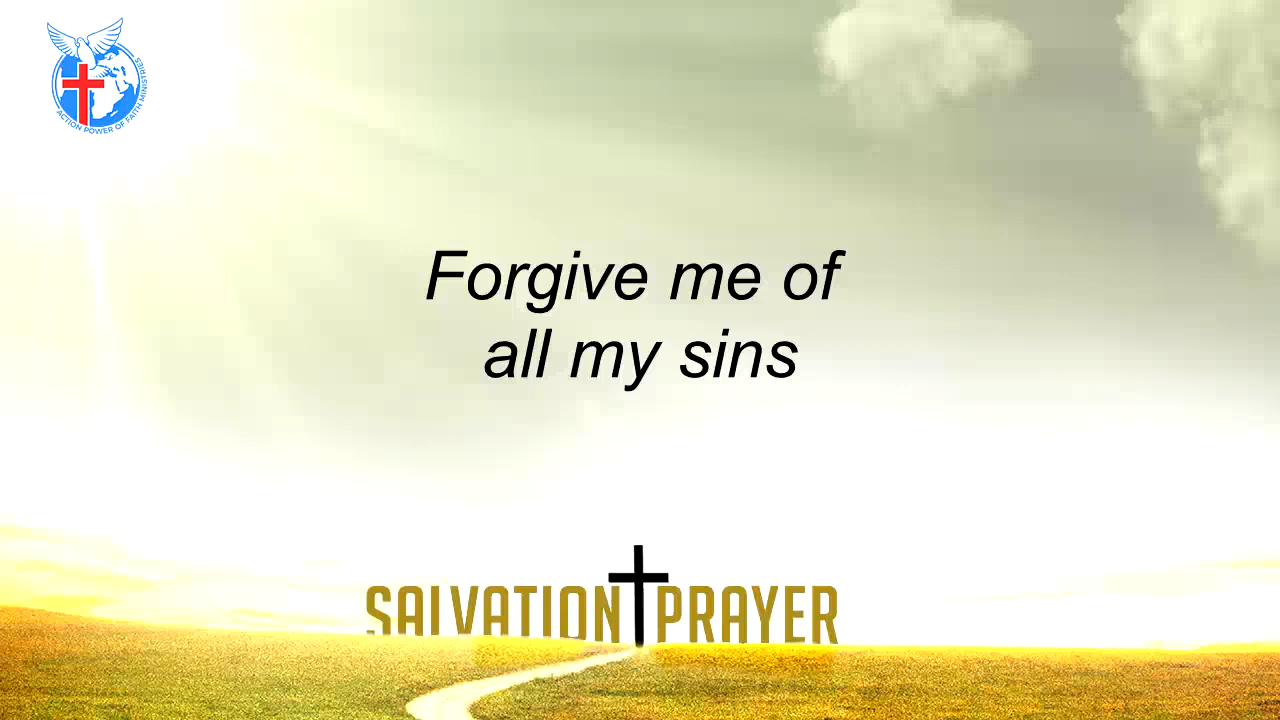 ACTION POWER OF FAITH MINISTRIES
Forgive me of
all my sins
SALVATION PRAYER